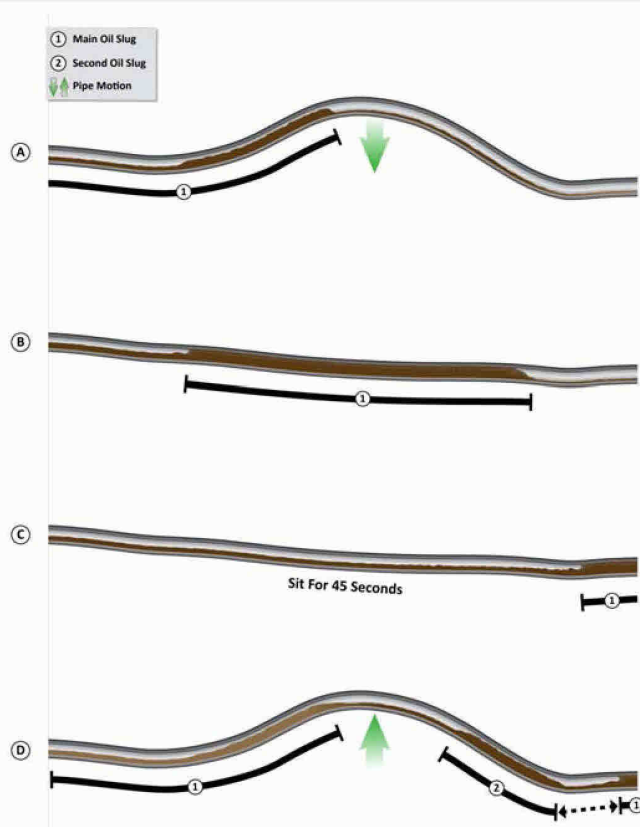 1 Main Oil Slug
2 Second Oil Slug
Pipe Motion
A
1
B
1
C
Sit For 45 Seconds
1
D
1
2
1